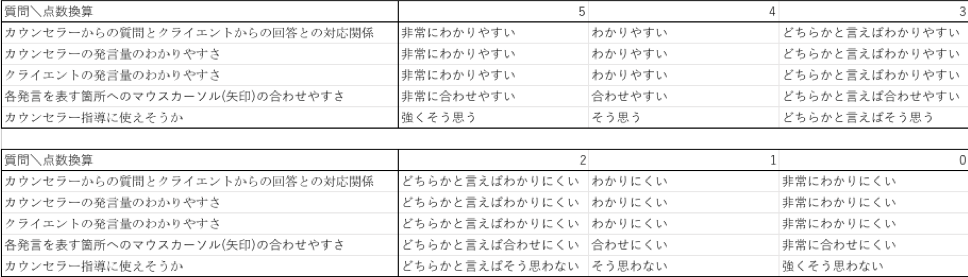 質問＼点数換算 5 4 3
カウンセラーからの質問とクライエントからの回答との対応関係 非常にわかりやすい わかりやすい どちらかと言えばわかりやすい
カウンセラーの発言量のわかりやすさ 非常にわかりやすい わかりやすい どちらかと言えばわかりやすい
クライエントの発言量のわかりやすさ 非常にわかりやすい わかりやすい どちらかと言えばわかりやすい
各発言を表す箇所へのマウスカーソル(矢印)の合わせやすさ 非常に合わせやすい 合わせやすい どちらかと言えば合わせやすい
カウンセラー指導に使えそうか 強くそう思う そう思う どちらかと言えばそう思う
質問＼点数換算 2 1 0
カウンセラーからの質問とクライエントからの回答との対応関係 どちらかと言えばわかりにくい わかりにくい 非常にわかりにくい
カウンセラーの発言量のわかりやすさ どちらかと言えばわかりにくい わかりにくい 非常にわかりにくい
クライエントの発言量のわかりやすさ どちらかと言えばわかりにくい わかりにくい 非常にわかりにくい
各発言を表す箇所へのマウスカーソル(矢印)の合わせやすさ どちらかと言えば合わせにくい 合わせにくい 非常に合わせにくい
カウンセラー指導に使えそうか どちらかと言えばそう思わない そう思わない 強くそう思わない